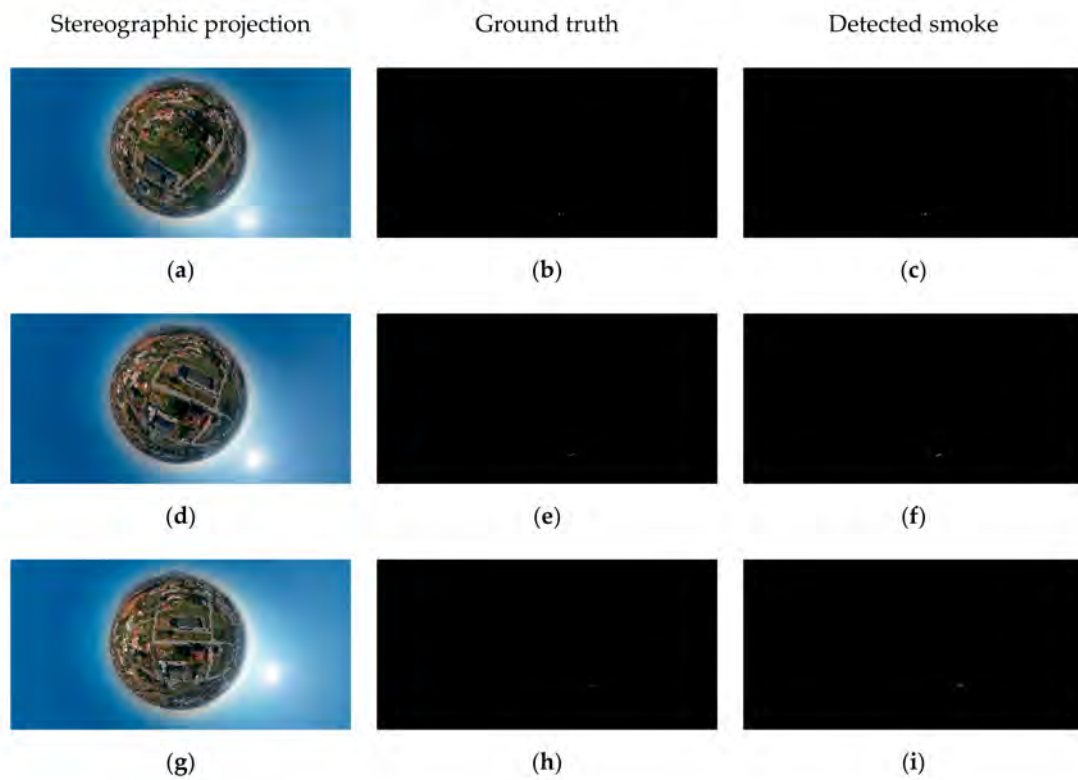 Stereographic projection Ground truth Detected smoke
(a) (b) (c)
(d) (e) (f)
(g) (h) (i)